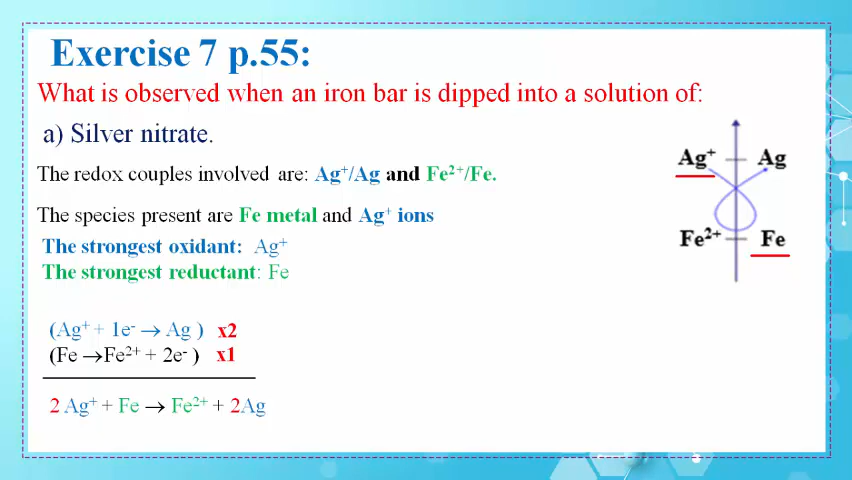 Exercise 7 p.55:
What is observed when an iron bar is dipped into a solution of:
a) Silver nitrate.
The redox couples involved are: Ag⁺/Ag and Fe²⁺/Fe.
The species present are Fe metal and Ag⁺ ions
The strongest oxidant: Ag⁺
The strongest reductant: Fe
(Ag⁺ + 1e⁻ → Ag ) x2
(Fe →Fe²⁺ + 2e⁻ ) x1
2 Ag⁺ + Fe → Fe²⁺ + 2Ag
Ag⁺ Ag
Fe²⁺ Fe